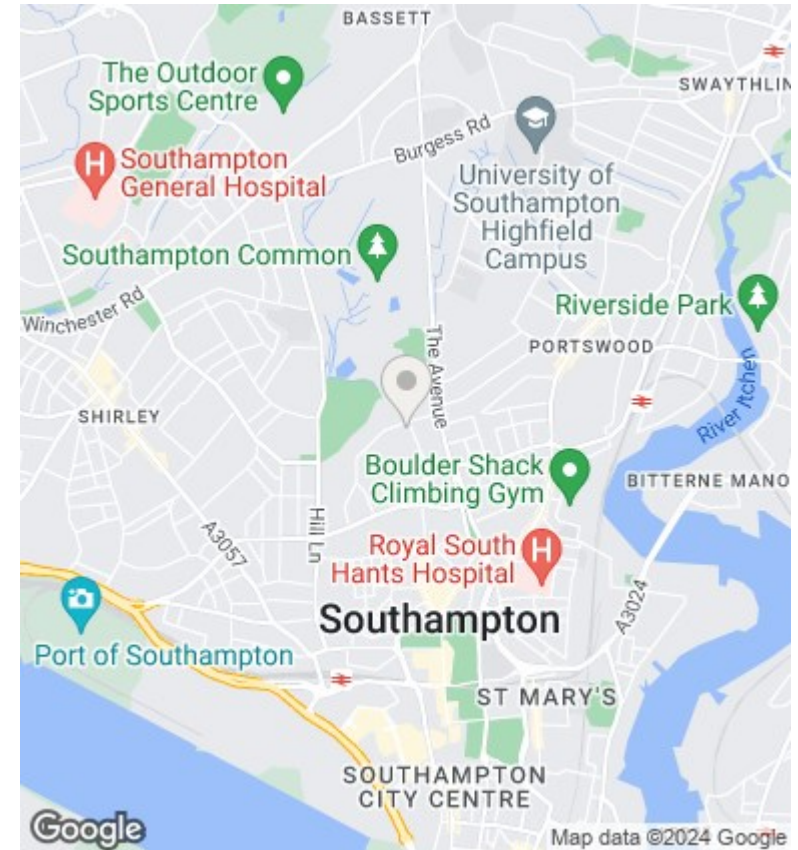 BASSETT
The Outdoor
Sports Centre
SWAYTHLIN
Burgess Rd
Southampton
General Hospital
University of
Southampton
Highfield
Campus
Southampton Common
Riverside Park
Winchester Rd
The Avenue
PORTSWOOD
River Itchen
SHIRLEY
Boulder Shack
Climbing Gym
BITTERNE MANO
Hill Ln
A3057
Royal South
Hants Hospital
A3024
Southampton
Port of Southampton
ST MARY'S
SOUTHAMPTON
CITY CENTRE
Google
Map data ©2024 Google